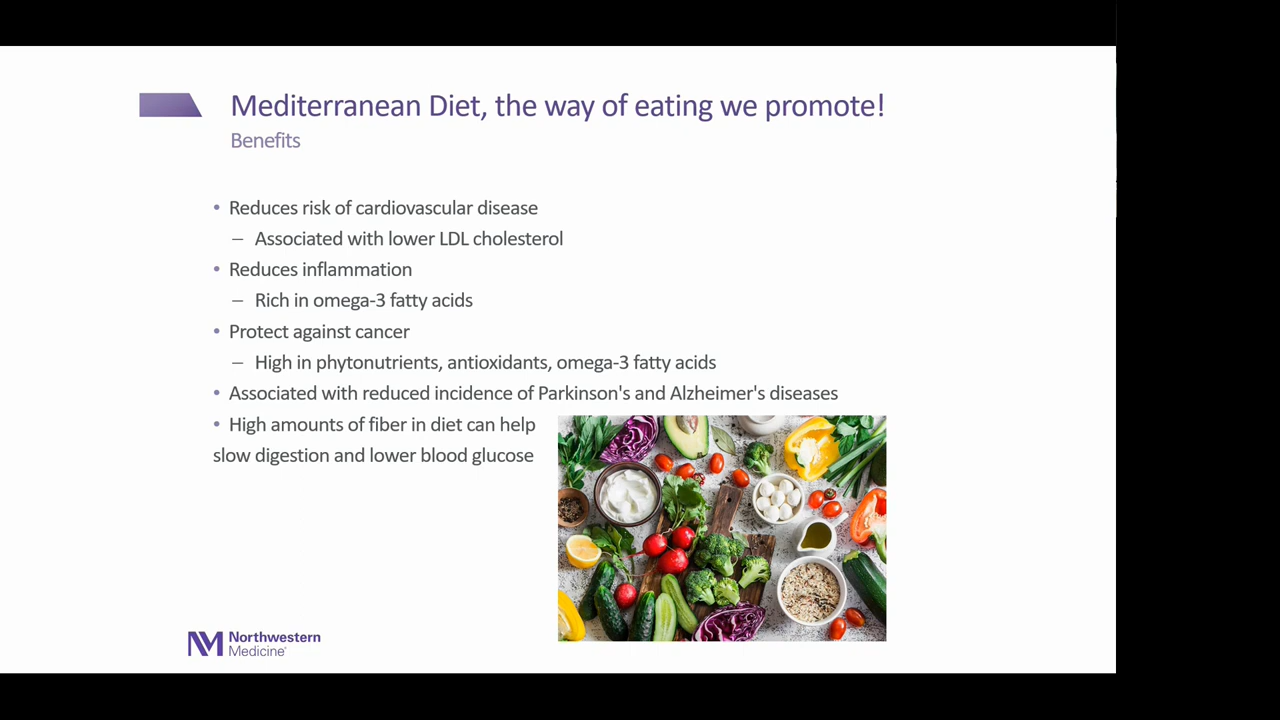 Mediterranean Diet, the way of eating we promote!
Benefits
• Reduces risk of cardiovascular disease
– Associated with lower LDL cholesterol
• Reduces inflammation
– Rich in omega-3 fatty acids
• Protect against cancer
– High in phytonutrients, antioxidants, omega-3 fatty acids
• Associated with reduced incidence of Parkinson's and Alzheimer's diseases
• High amounts of fiber in diet can help
slow digestion and lower blood glucose
NM Northwestern
Medicine